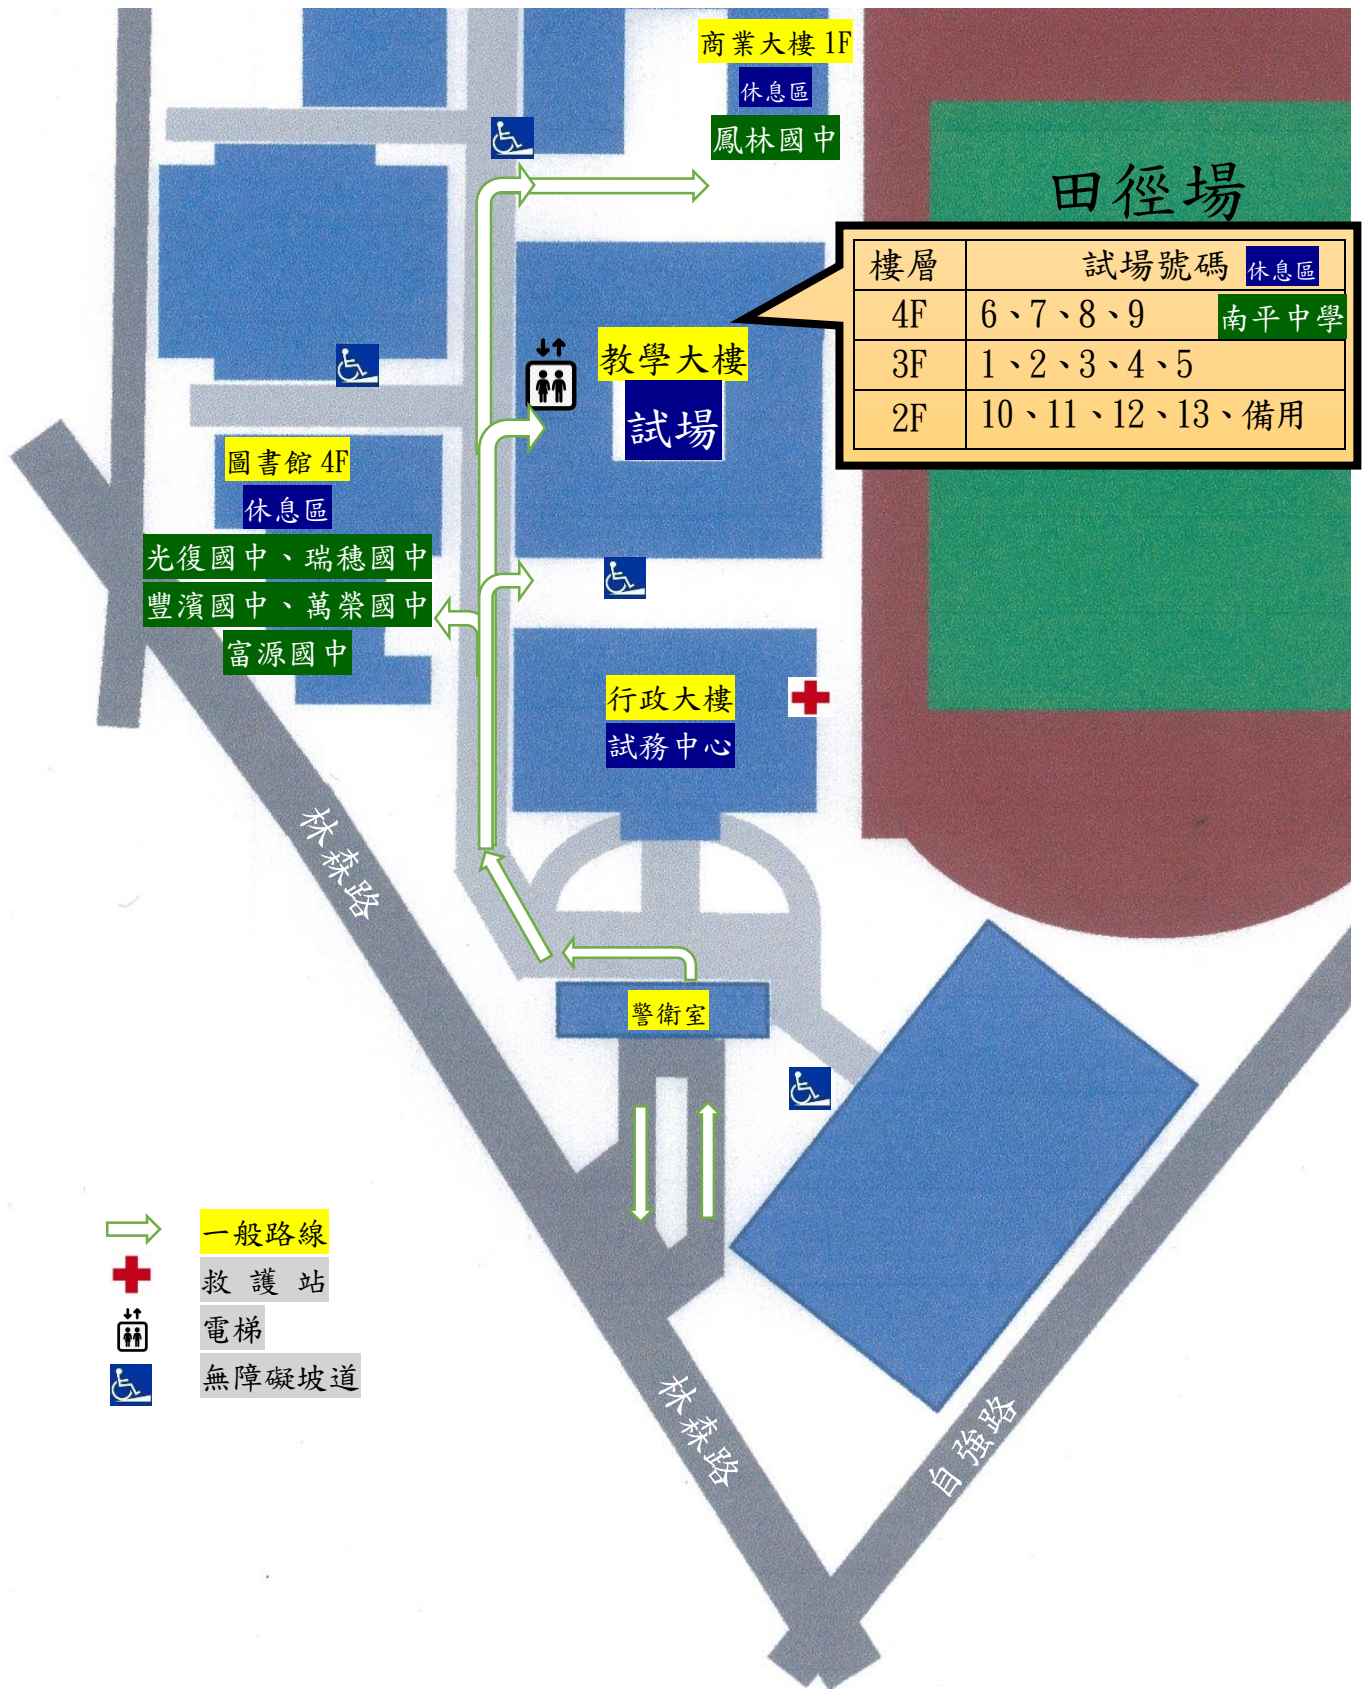 商業大樓 1F
休息區
鳳林國中
田徑場
樓層 試場號碼 休息區
4F 6、7、8、9 南平中學
3F 1、2、3、4、5
2F 10、11、12、13、備用
教學大樓
試場
圖書館 4F
休息區
光復國中、瑞穗國中
豐濱國中、萬榮國中
富源國中
行政大樓
試務中心
林森路
警衛室
一般路線
救護站
電梯
無障礙坡道
林森路
自強路